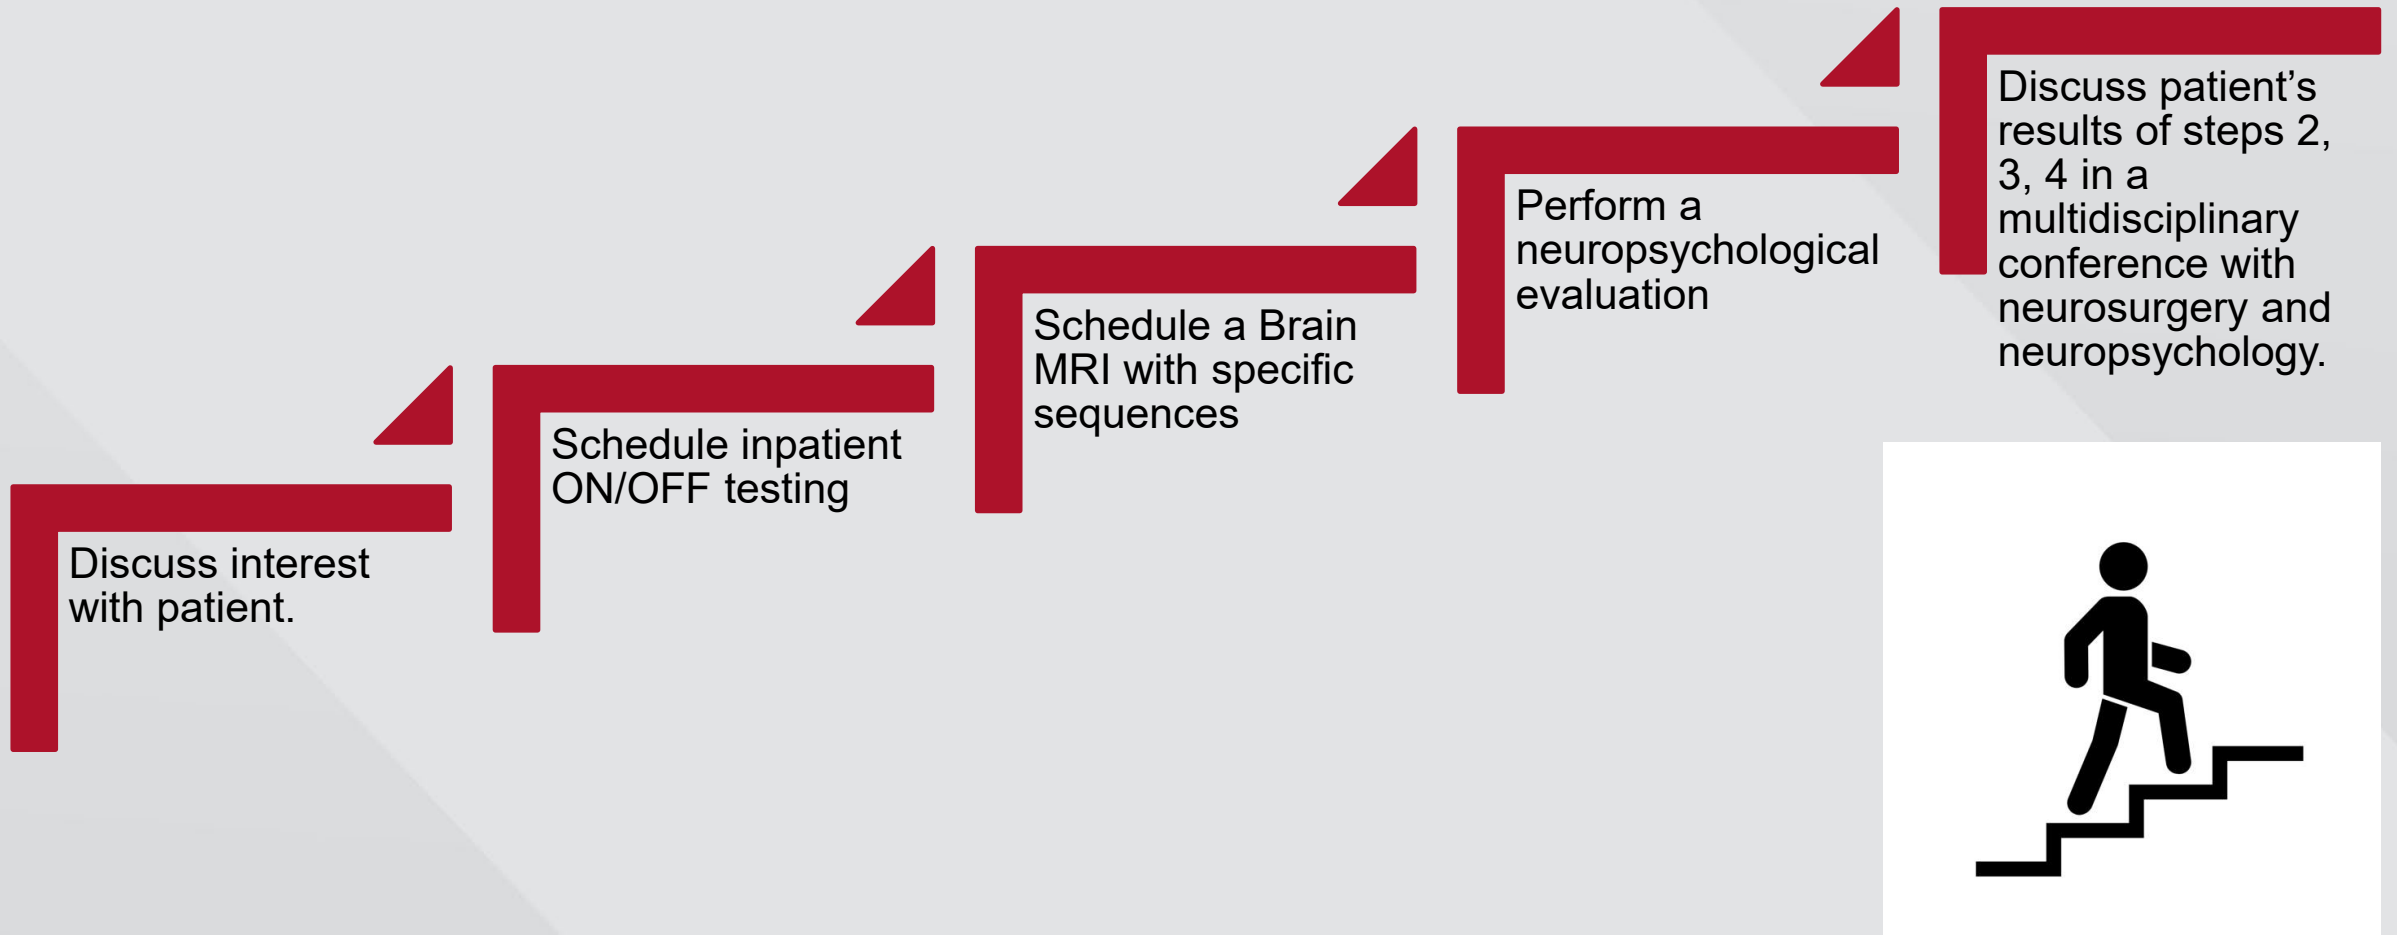 Discuss interest
with patient.
Schedule inpatient
ON/OFF testing
Schedule a Brain
MRI with specific
sequences
Perform a
neuropsychological
evaluation
Discuss patient’s
results of steps 2,
3, 4 in a
multidisciplinary
conference with
neurosurgery and
neuropsychology.